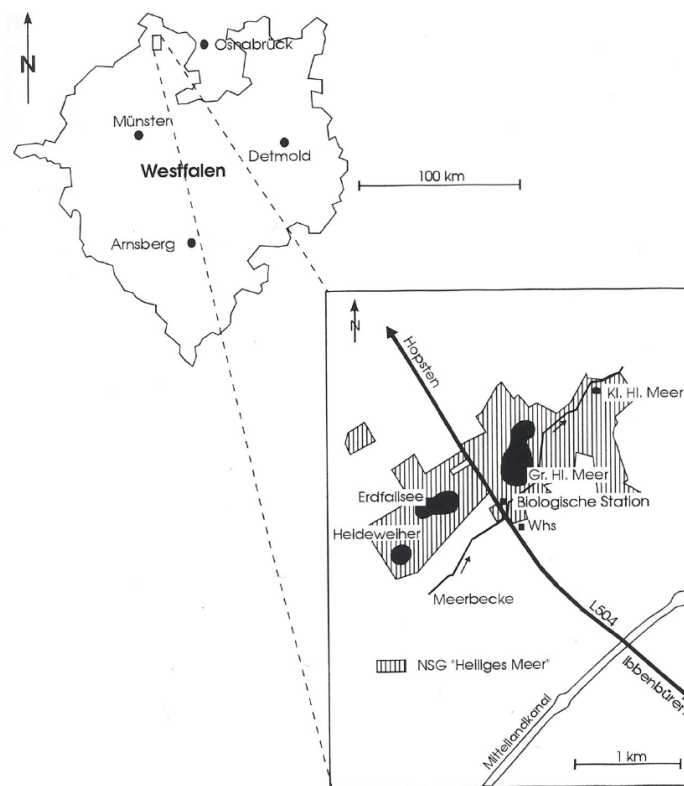 N
Osnabrück
Münster
Detmold
Westfalen
100 km
Arnsberg
N
Hopsten
Kl. Hl. Meer
Gr. Hl. Meer
Erdfallsee
Biologische Station
Heideweiher
Whs
Meerbecke
L504
NSG "Heiliges Meer"
Ibbenbüren
Mittellandkanal
1 km